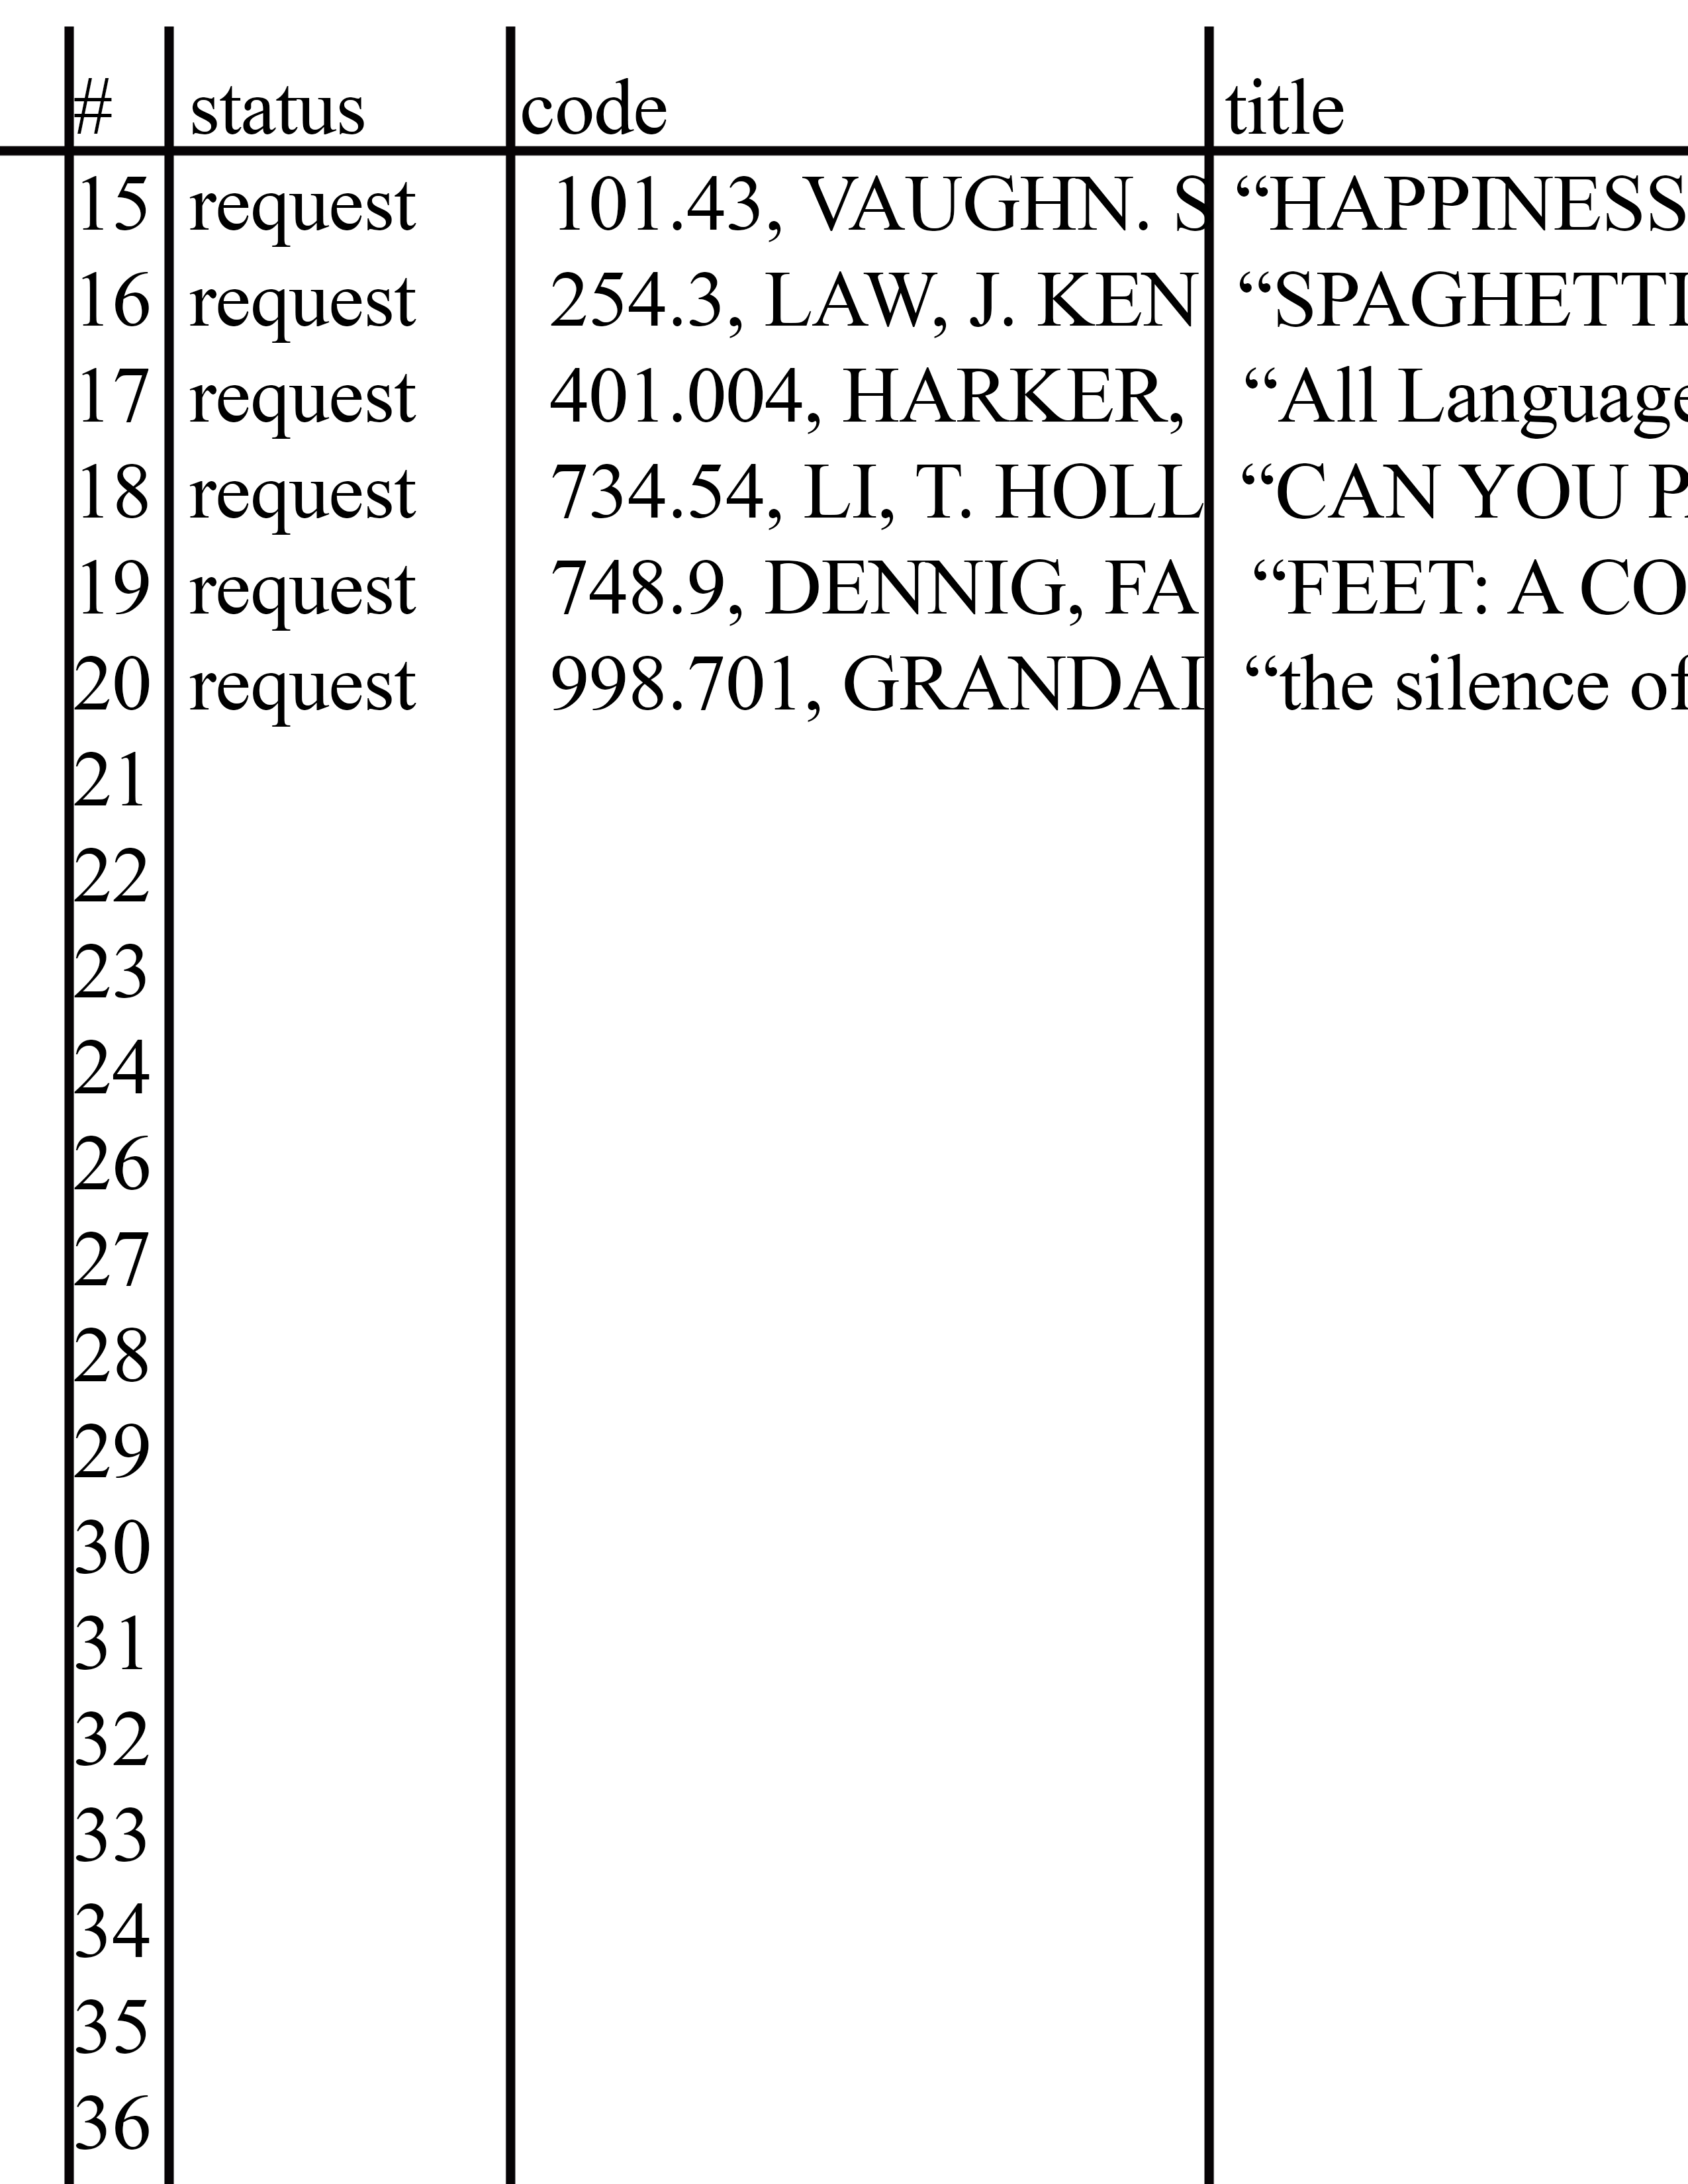 # status code title
15 request 101.43, VAUGHN. S “HAPPINESS
16 request 254.3, LAW, J. KEN “SPAGHETTI
17 request 401.004, HARKER, “All Language
18 request 734.54, LI, T. HOLL “CAN YOU P
19 request 748.9, DENNIG, FA “FEET: A CO
20 request 998.701, GRANDAI “the silence of
21
22
23
24
26
27
28
29
30
31
32
33
34
35
36